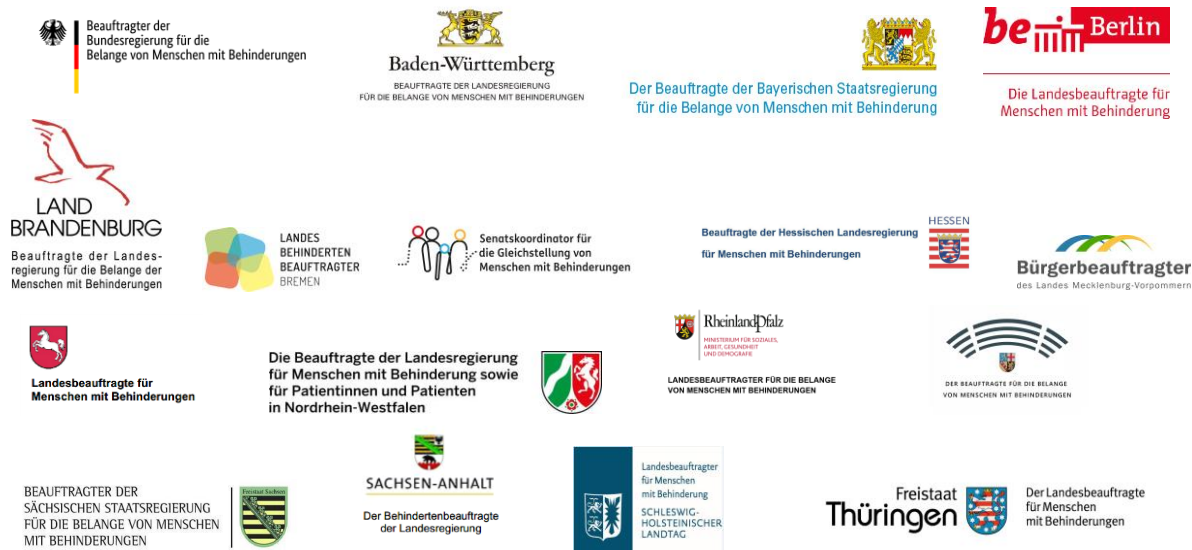 Beauftragter der
Bundesregierung für die
Belange von Menschen mit Behinderungen
Baden-Württemberg
BEAUFTRAGTE DER LANDESREGIERUNG
FÜR DIE BELANGE VON MENSCHEN MIT BEHINDERUNGEN
Der Beauftragte der Bayerischen Staatsregierung
für die Belange von Menschen mit Behinderung
be Berlin
Die Landesbeauftragte für
Menschen mit Behinderung
LAND
BRANDENBURG
Beauftragte der Landes-
regierung für die Belange der
Menschen mit Behinderungen
LANDES
BEHINDERTEN
BEAUFTRAGTER
BREMEN
Senatskoordinator für
die Gleichstellung von
Menschen mit Behinderungen
Beauftragte der Hessischen Landesregierung
für Menschen mit Behinderungen
HESSEN
Bürgerbeauftragter
des Landes Mecklenburg-Vorpommern
Landesbeauftragte für
Menschen mit Behinderungen
Die Beauftragte der Landesregierung
für Menschen mit Behinderung sowie
für Patientinnen und Patienten
in Nordrhein-Westfalen
RheinlandPfalz
MINISTERIUM FÜR SOZIALES,
ARBEIT, GESUNDHEIT
UND DEMOGRAFIE
LANDESBEAUFTRAGTER FÜR DIE BELANGE
VON MENSCHEN MIT BEHINDERUNGEN
DER BEAUFTRAGTE FÜR DIE BELANGE
VON MENSCHEN MIT BEHINDERUNGEN
BEAUFTRAGTER DER
SÄCHSISCHEN STAATSREGIERUNG
FÜR DIE BELANGE VON MENSCHEN
MIT BEHINDERUNGEN
Freistaat Sachsen
SACHSEN-ANHALT
Der Behindertenbeauftragte
der Landesregierung
Landesbeauftragter
für Menschen
mit Behinderung
SCHLESWIG-
HOLSTEINISCHER
LANDTAG
Freistaat
Thüringen
Der Landesbeauftragte
für Menschen
mit Behinderungen